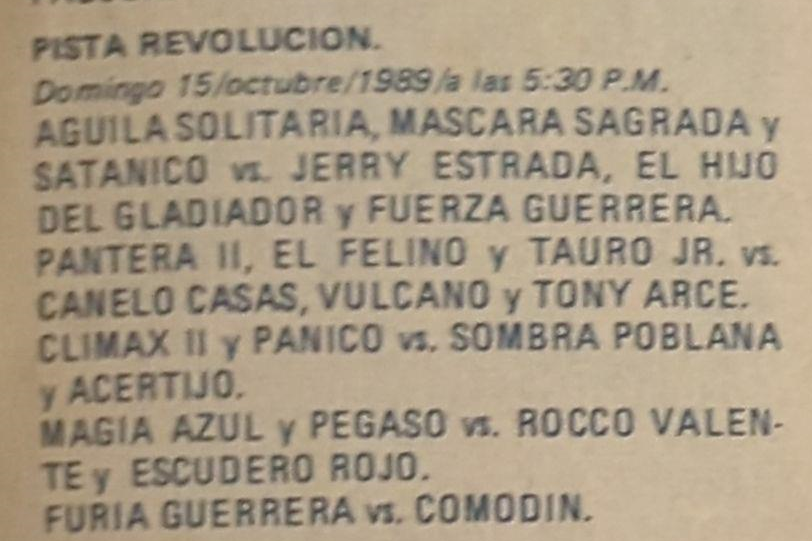 PISTA REVOLUCION.
Domingo 15/octubre/1989/a las 5:30 P.M.
AGUILA SOLITARIA, MASCARA SAGRADA y
SATANICO vs. JERRY ESTRADA, EL HIJO
DEL GLADIADOR y FUERZA GUERRERA.
PANTERA II, EL FELINO y TAURO JR. vs.
CANELO CASAS, VULCANO y TONY ARCE.
CLIMAX II y PANICO vs. SOMBRA POBLANA
y ACERTIJO.
MAGIA AZUL y PEGASO vs. ROCCO VALEN-
TE y ESCUDERO ROJO.
FURIA GUERRERA vs. COMODIN.